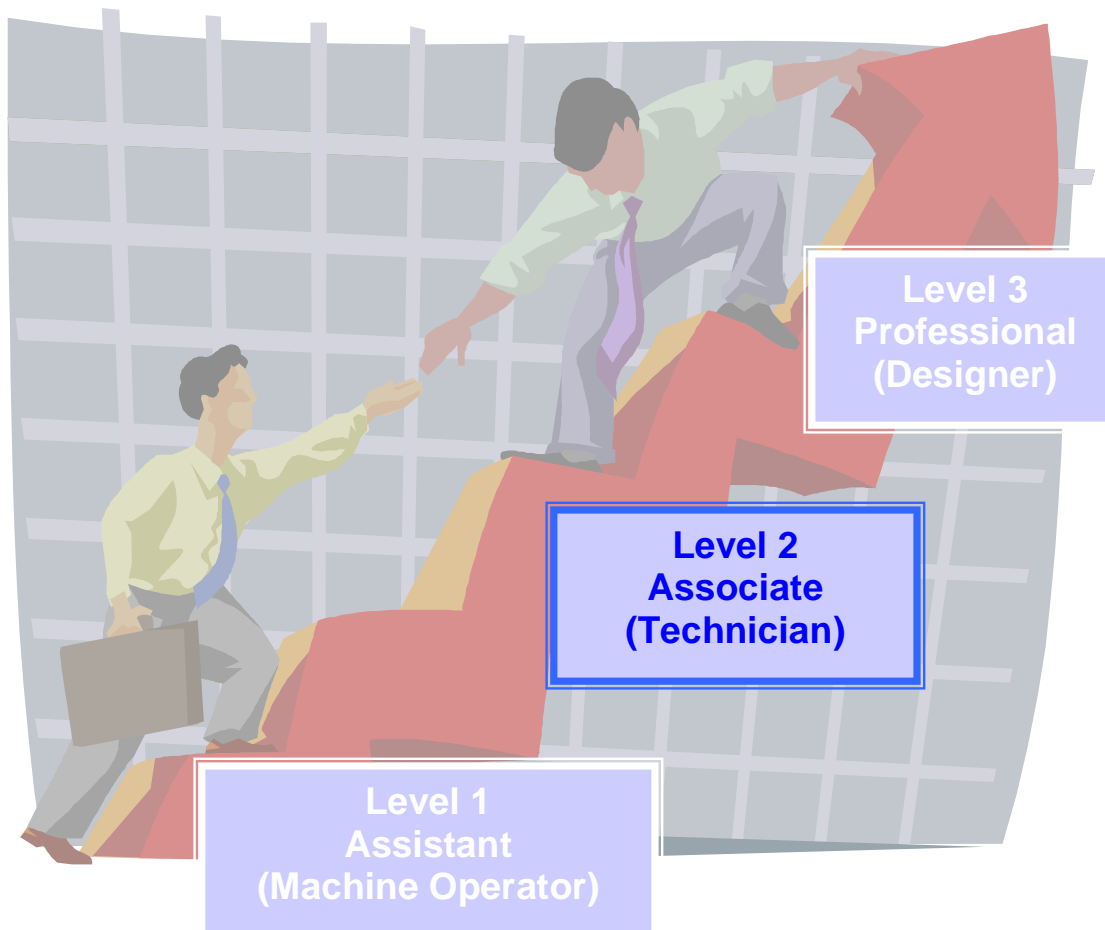 Level 3
Professional
(Designer)
Level 2
Associate
(Technician)
Level 1
Assistant
(Machine Operator)